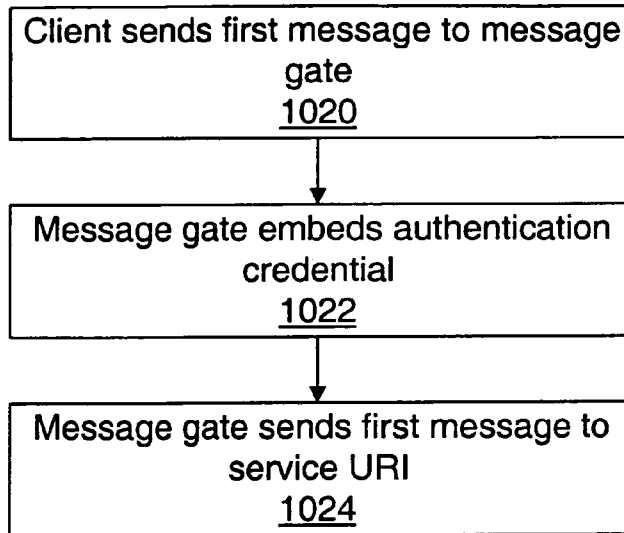 Client sends first message to message
gate
1020
Message gate embeds authentication
credential
1022
Message gate sends first message to
service URI
1024